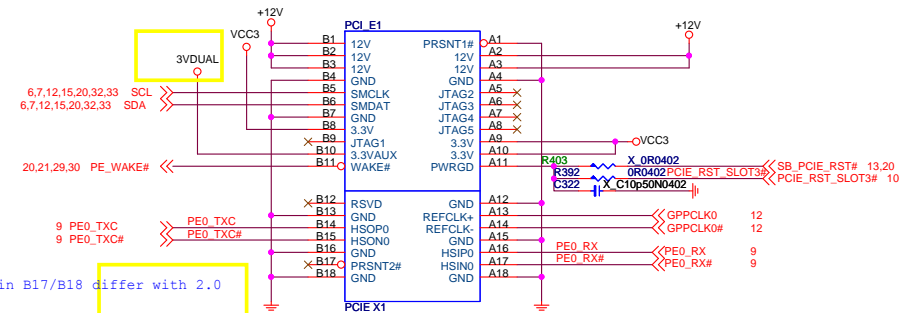 +12V
VCC3
3VDUAL
PCI_E1
+12V
B1 12V PRSNT1# A1
B2 12V 12V A2
B3 12V 12V A3
B4 GND GND A4
6,7,12,15,20,32,33 SCL B5 SMCLK JTAG2 A5
6,7,12,15,20,32,33 SDA B6 SMDAT JTAG3 A6
B7 GND JTAG4 A7
B8 3.3V JTAG5 A8
B9 JTAG1 3.3V A9 VCC3
B10 3.3VAUX 3.3V A10
20,21,29,30 PE_WAKE# B11 WAKE# PWRGD A11
R403 X_0R0402 SB_PCIE_RST# 13,20
R392 0R0402 PCIE_RST_SLOT3# PCIE_RST_SLOT3# 10
C322 X_C10p50N0402
B12 RSVD GND A12
B13 GND REFCLK+ A13 GPPCLK0 12
9 PE0_TXC PE0_TXC B14 HSOP0 REFCLK- A14 GPPCLK0# 12
9 PE0_TXC# PE0_TXC# B15 HSON0 GND A15
B16 GND HSIP0 A16 PE0_RX PE0_RX 9
B17 PRSNT2# HSIN0 A17 PE0_RX# PE0_RX# 9
B18 GND GND A18
in B17/B18 differ with 2.0
PCIE X1